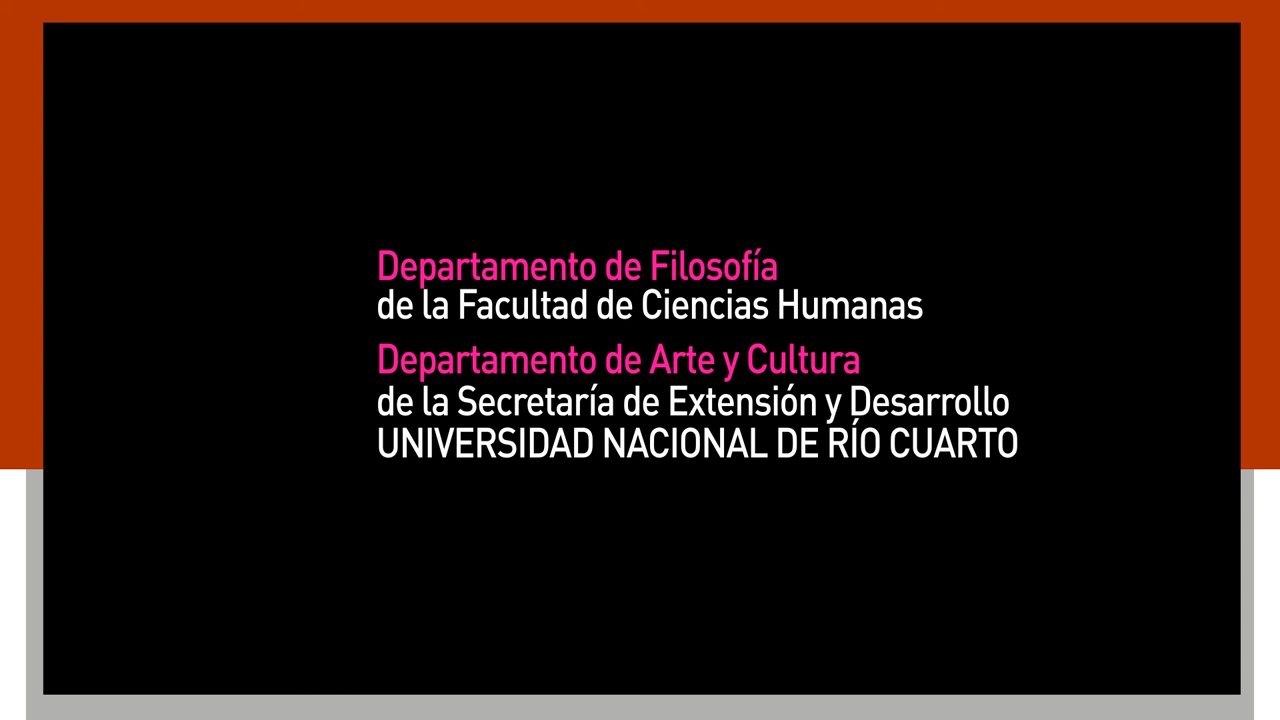 Departamento de Filosofía
de la Facultad de Ciencias Humanas
Departamento de Arte y Cultura
de la Secretaría de Extensión y Desarrollo
UNIVERSIDAD NACIONAL DE RÍO CUARTO